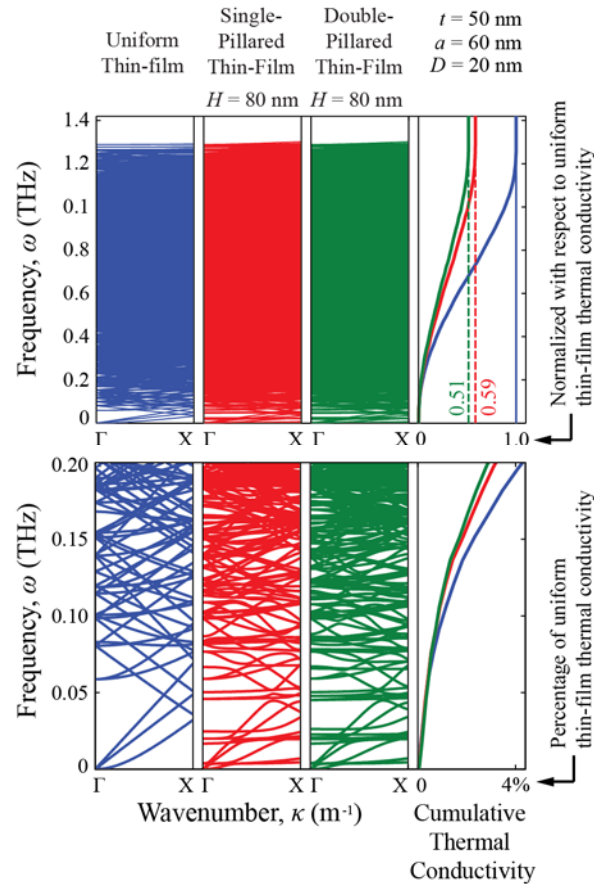 Uniform
Thin-film
Single-
Pillared
Thin-Film
H = 80 nm
Double-
Pillared
Thin-Film
H = 80 nm
t = 50 nm
a = 60 nm
D = 20 nm
Frequency, ω (THz)
1.4
1.2
0.1
0.8
0.6
0.4
0.2
0
Γ
X
Γ
X
Γ
X
0
1.0
0.51
0.59
Normalized with respect to uniform
thin-film thermal conductivity
Frequency, ω (THz)
0.20
0.15
0.10
0.05
0
Γ
X
Γ
X
Γ
X
0
4%
Percentage of uniform
thin-film thermal conductivity
Wavenumber, κ (m-1)
Cumulative
Thermal
Conductivity